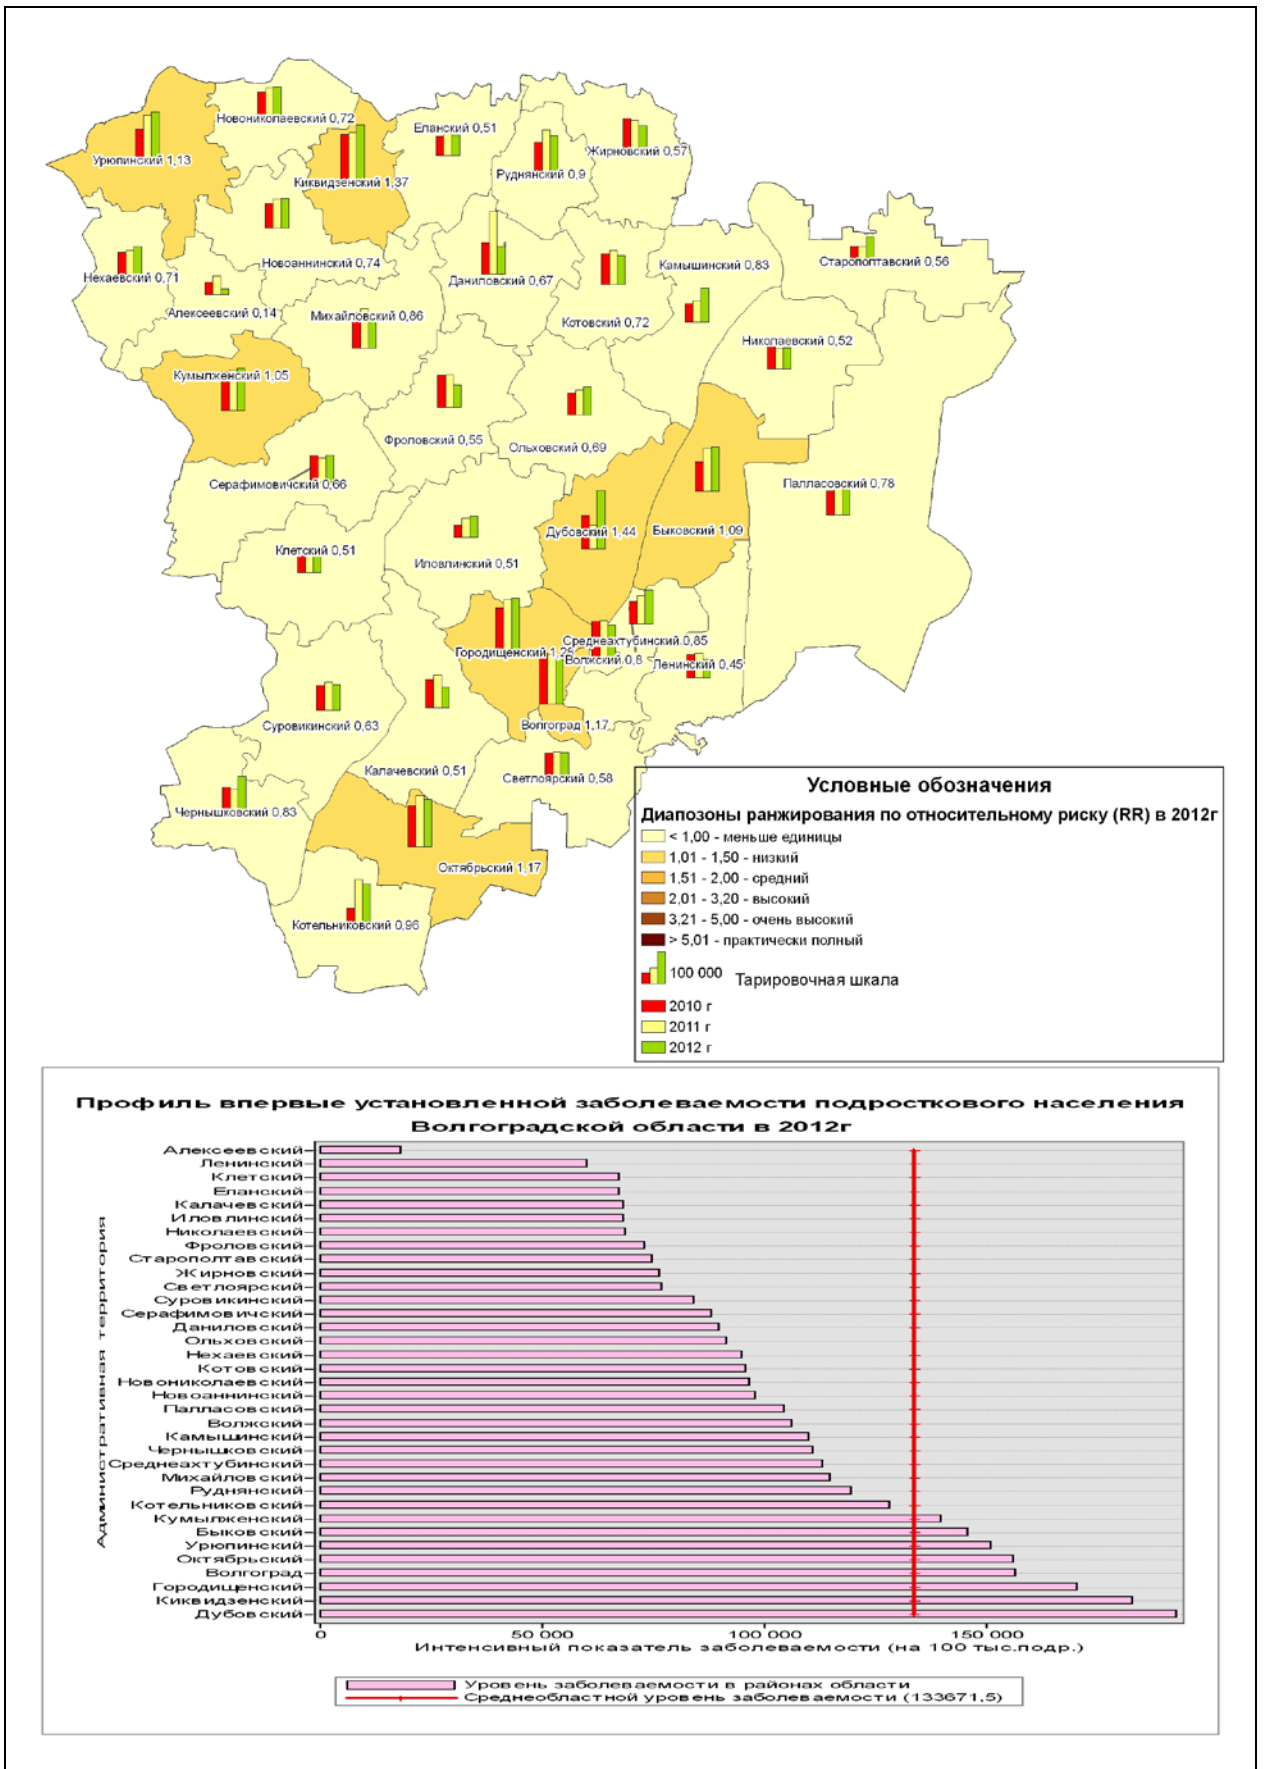 Новониколаевский 0,72
Еланский 0,51
Урюпинский 1,13
Жирновский 0,57
Руднянский 0,9
Киквидзенский 1,37
Новоаннинский 0,74
Камышинский 0,83
Старополтавский 0,56
Нехаевский 0,71
Даниловский 0,67
Алексеевский 0,14
Михайловский 0,86
Котовский 0,72
Николаевский 0,52
Кумылженский 1,05
Фроловский 0,55
Ольховский 0,69
Серафимовичский 0,66
Палласовский 0,78
Дубовский 1,44
Быковский 1,09
Клетский 0,51
Иловлинский 0,51
Среднеахтубинский 0,85
Городищенский 1,25
Волжский 0,8
Ленинский 0,45
Суровикинский 0,63
Волгоград 1,17
Калачевский 0,51
Светлоярский 0,58
Чернышковский 0,83
Октябрьский 1,17
Котельниковский 0,96
Условные обозначения
Диапозоны ранжирования по относительному риску (RR) в 2012г
< 1,00 - меньше единицы
1,01 - 1,50 - низкий
1,51 - 2,00 - средний
2,01 - 3,20 - высокий
3,21 - 5,00 - очень высокий
> 5,01 - практически полный
100 000 Тарировочная шкала
2010 г
2011 г
2012 г
Профиль впервые установленной заболеваемости подросткового населения
Волгоградской области в 2012г
Административная территория
Алексеевский
Ленинский
Клетский
Еланский
Калачевский
Иловлинский
Николаевский
Фроловский
Старополтавский
Жирновский
Светлоярский
Суровикинский
Серафимовичский
Даниловский
Ольховский
Нехаевский
Котовский
Новониколаевский
Новоаннинский
Палласовский
Волжский
Камышинский
Чернышковский
Среднеахтубинский
Михайловский
Руднянский
Котельниковский
Кумылженский
Быковский
Урюпинский
Октябрьский
Волгоград
Городищенский
Киквидзенский
Дубовский
0 50 000 100 000 150 000
Интенсивный показатель заболеваемости (на 100 тыс.подр.)
Уровень заболеваемости в районах области
Среднеобластной уровень заболеваемости (133671,5)